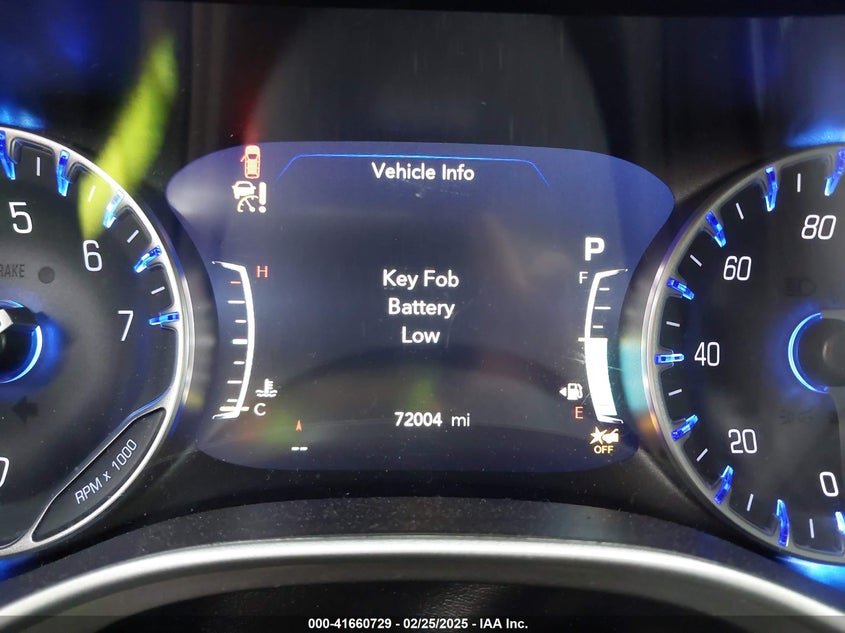 Vehicle Info
5
6
7
RPM x 1000
H
C
Key Fob
Battery
Low
72004 mi
P
F
E
OFF
80
60
40
20
0
000-41660729 - 02/25/2025 - IAA Inc.